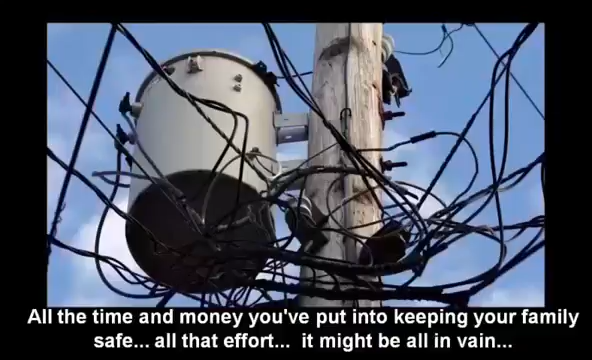 All the time and money you've put into keeping your family
safe... all that effort... it might be all in vain...